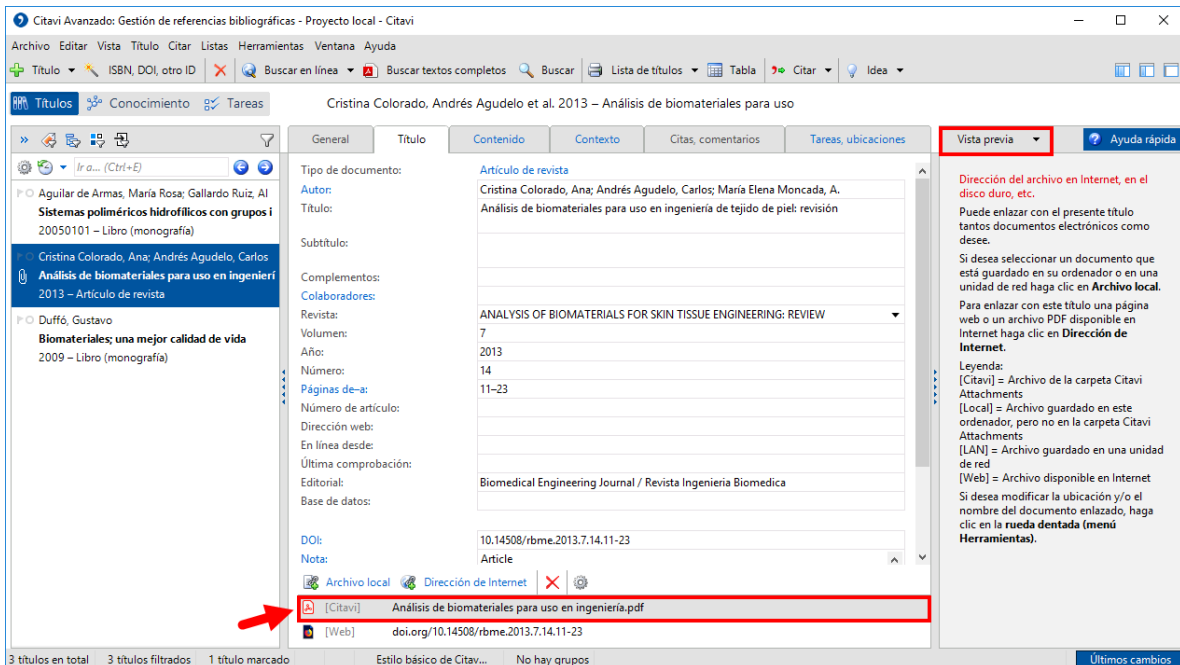 Citavi Avanzado: Gestión de referencias bibliográficas - Proyecto local - Citavi
Archivo Editar Vista Título Citar Listas Herramientas Ventana Ayuda
Título ISBN, DOI, otro ID Buscar en línea Buscar textos completos Buscar Lista de títulos Tabla Citar Idea
Títulos Conocimiento Tareas Cristina Colorado, Andrés Agudelo et al. 2013 – Análisis de biomateriales para uso
Ir a... (Ctrl+E)
Aguilar de Armas, María Rosa; Gallardo Ruiz, Al
Sistemas poliméricos hidrofílicos con grupos i
20050101 – Libro (monografía)
Cristina Colorado, Ana; Andrés Agudelo, Carlos
Análisis de biomateriales para uso en ingenierí
2013 – Artículo de revista
Duffó, Gustavo
Biomateriales; una mejor calidad de vida
2009 – Libro (monografía)
General Título Contenido Contexto Citas, comentarios Tareas, ubicaciones
Tipo de documento: Artículo de revista
Autor: Cristina Colorado, Ana; Andrés Agudelo, Carlos; María Elena Moncada, A.
Título: Análisis de biomateriales para uso en ingeniería de tejido de piel: revisión
Subtítulo:
Complementos:
Colaboradores:
Revista: ANALYSIS OF BIOMATERIALS FOR SKIN TISSUE ENGINEERING: REVIEW
Volumen: 7
Año: 2013
Número: 14
Páginas de–a: 11–23
Número de artículo:
Dirección web:
En línea desde:
Última comprobación:
Editorial: Biomedical Engineering Journal / Revista Ingenieria Biomedica
Base de datos:
DOI: 10.14508/rbme.2013.7.14.11-23
Nota: Article
Archivo local Dirección de Internet
[Citavi] Análisis de biomateriales para uso en ingeniería.pdf
[Web] doi.org/10.14508/rbme.2013.7.14.11-23
Vista previa Ayuda rápida
Dirección del archivo en Internet, en el
disco duro, etc.
Puede enlazar con el presente título
tantos documentos electrónicos como
desee.
Si desea seleccionar un documento que
está guardado en su ordenador o en una
unidad de red haga clic en Archivo local.
Para enlazar con este título una página
web o un archivo PDF disponible en
Internet haga clic en Dirección de
Internet.
Leyenda:
[Citavi] = Archivo de la carpeta Citavi
Attachments
[Local] = Archivo guardado en este
ordenador, pero no en la carpeta Citavi
Attachments
[LAN] = Archivo guardado en una unidad
de red
[Web] = Archivo disponible en Internet
Si desea modificar la ubicación y/o el
nombre del documento enlazado, haga
clic en la rueda dentada (menú
Herramientas).
3 títulos en total 3 títulos filtrados 1 título marcado Estilo básico de Citav... No hay grupos Últimos cambios